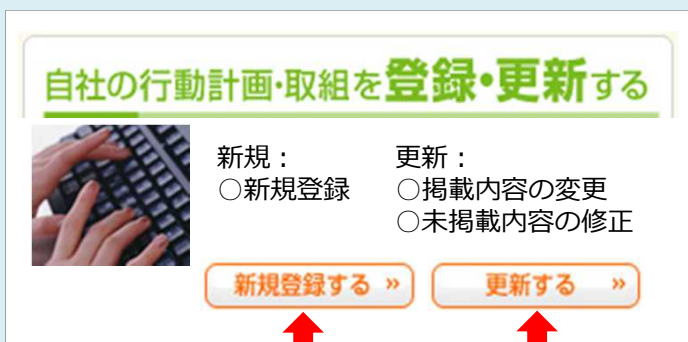 自社の行動計画・取組を登録・更新する
新規： 更新：
○新規登録 ○掲載内容の変更
○未掲載内容の修正
新規登録する » 更新する »